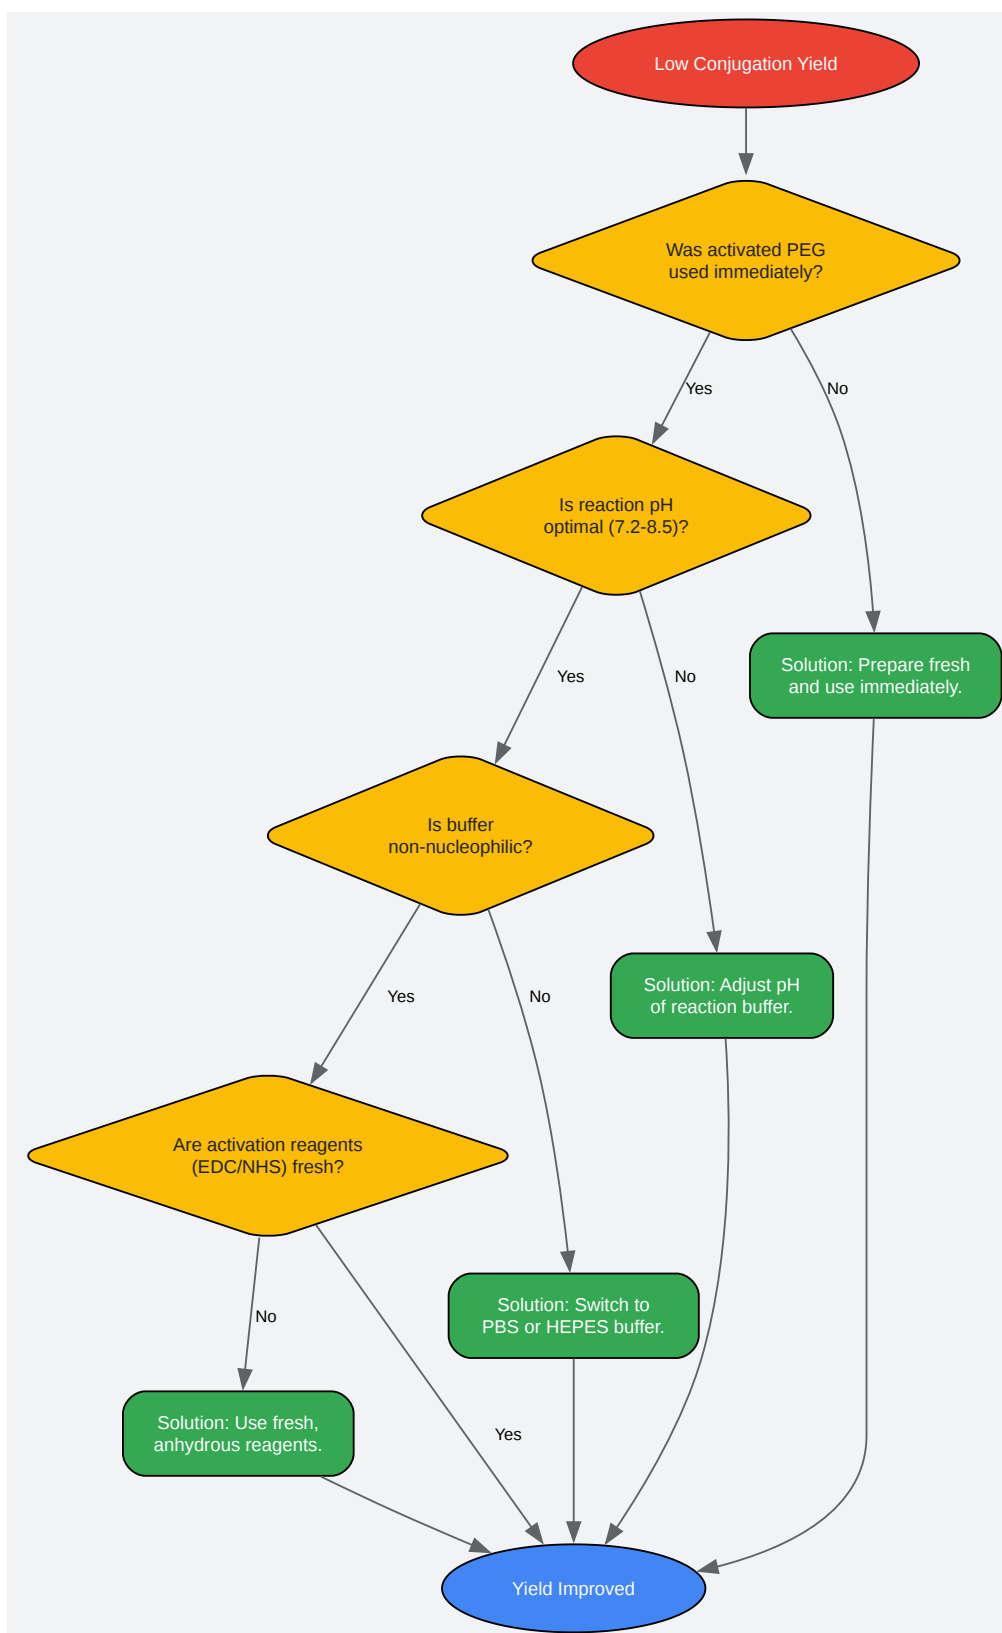 Low Conjugation Yield
Was activated PEG
used immediately?
Yes
No
Is reaction pH
optimal (7.2-8.5)?
Yes
No
Solution: Prepare fresh
and use immediately.
Is buffer
non-nucleophilic?
Yes
No
Solution: Adjust pH
of reaction buffer.
Are activation reagents
(EDC/NHS) fresh?
No
Yes
Solution: Switch to
PBS or HEPES buffer.
Solution: Use fresh,
anhydrous reagents.
Yield Improved